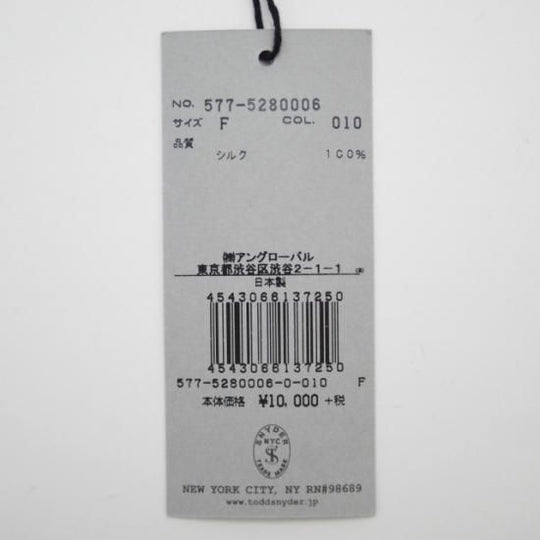 NO. 577-5280006
サイズ F COL. 010
品質
シルク 100%
㈱アングローバル
東京都渋谷区渋谷2-1-1
日本製
4543066137250
4543066137250
577-5280006-0-010 F
本体価格 ¥10,000 +税
SNYDER
NYC
TRADE MARK
NEW YORK CITY, NY RN#98689
www.toddsnyder.jp